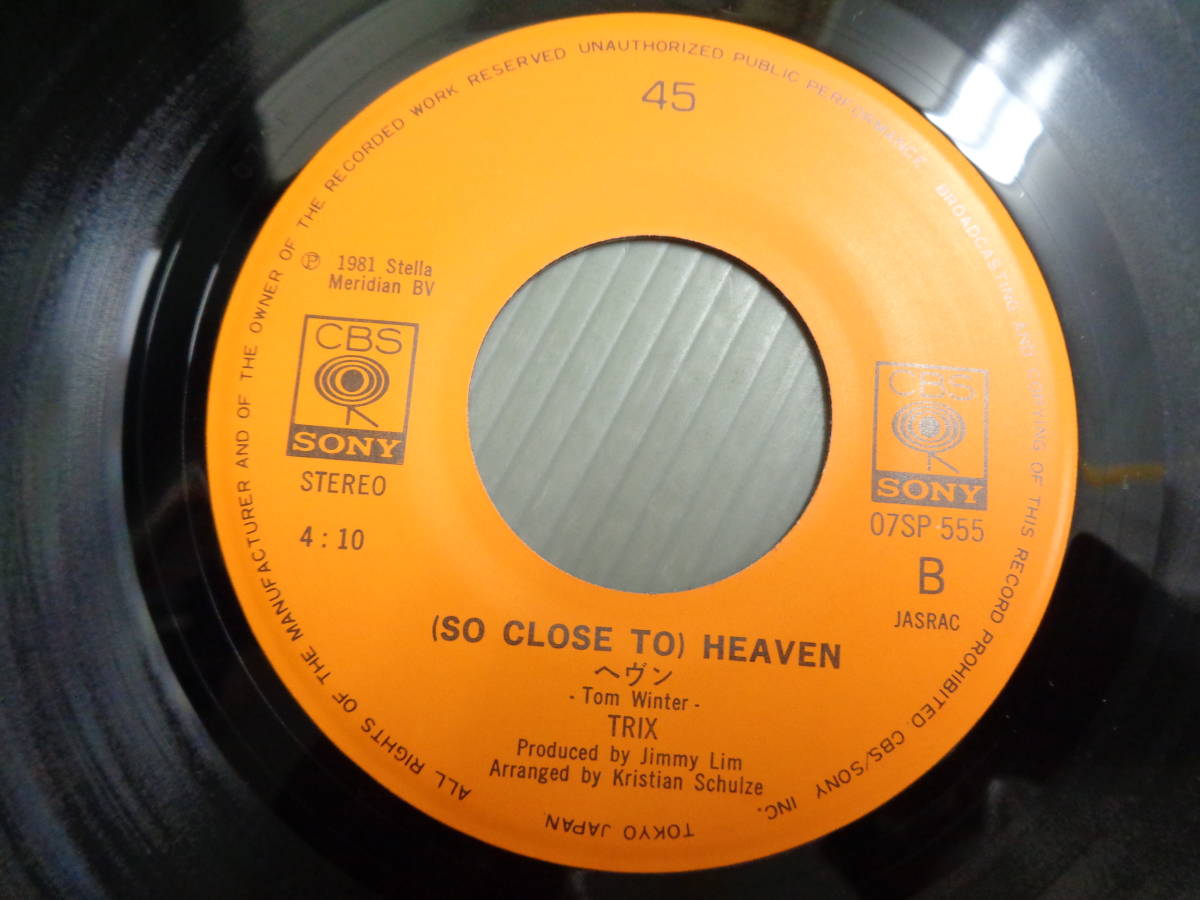 ALL RIGHTS OF THE MANUFACTURER AND OF THE OWNER OF THE RECORDED WORK RESERVED UNAUTHORIZED PUBLIC PERFORMANCE BROADCASTING AND COPYING OF THIS RECORD PROHIBITED. CBS/SONY INC.
TOKYO JAPAN
45
Ⓟ 1981 Stella
Meridian BV
CBS
SONY
STEREO
4:10
CBS
SONY
07SP 555
B
JASRAC
(SO CLOSE TO) HEAVEN
ヘヴン
- Tom Winter -
TRIX
Produced by Jimmy Lim
Arranged by Kristian Schulze